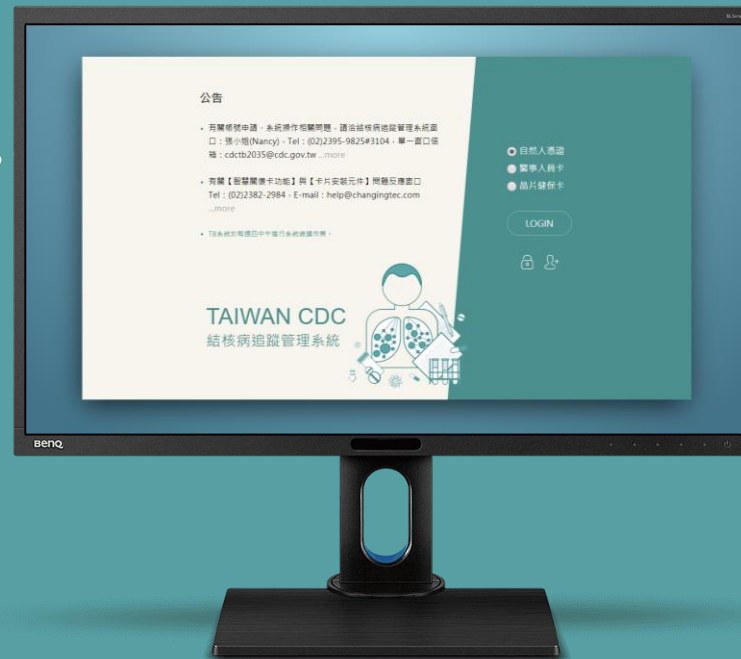 公告
• 有關帳號申請、系統操作相關問題,請洽結核病追蹤管理系統窗
口:張小姐(Nancy),Tel:(02)2395-9825#3104,單一窗口信
箱:cdctb2035@cdc.gov.tw ...more
• 有關【智慧關懷卡功能】與【卡片安裝元件】問題反應窗口
Tel:(02)2382-2984,E-mail:help@changingtec.com
...more
自然人憑證
醫事人員卡
晶片健保卡
LOGIN
TAIWAN CDC
結核病追蹤管理系統
BenQ